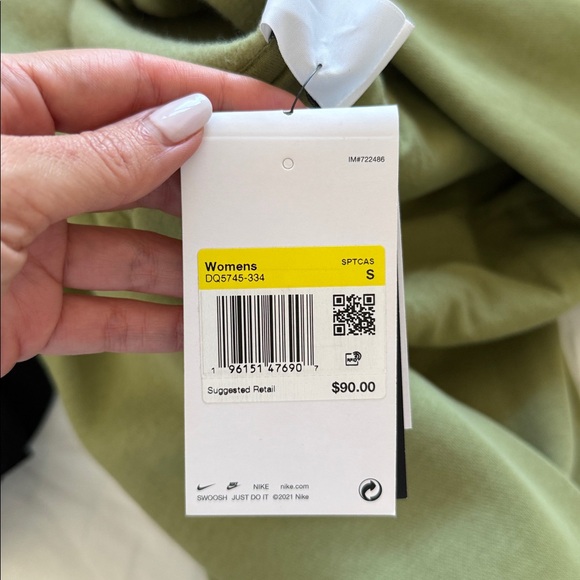 IM#722486
Womens SPTCAS
DQ5745-334 S
1 96151 47690 7
RFID
Suggested Retail $90.00
NIKE nike.com
SWOOSH JUST DO IT ©2021 Nike